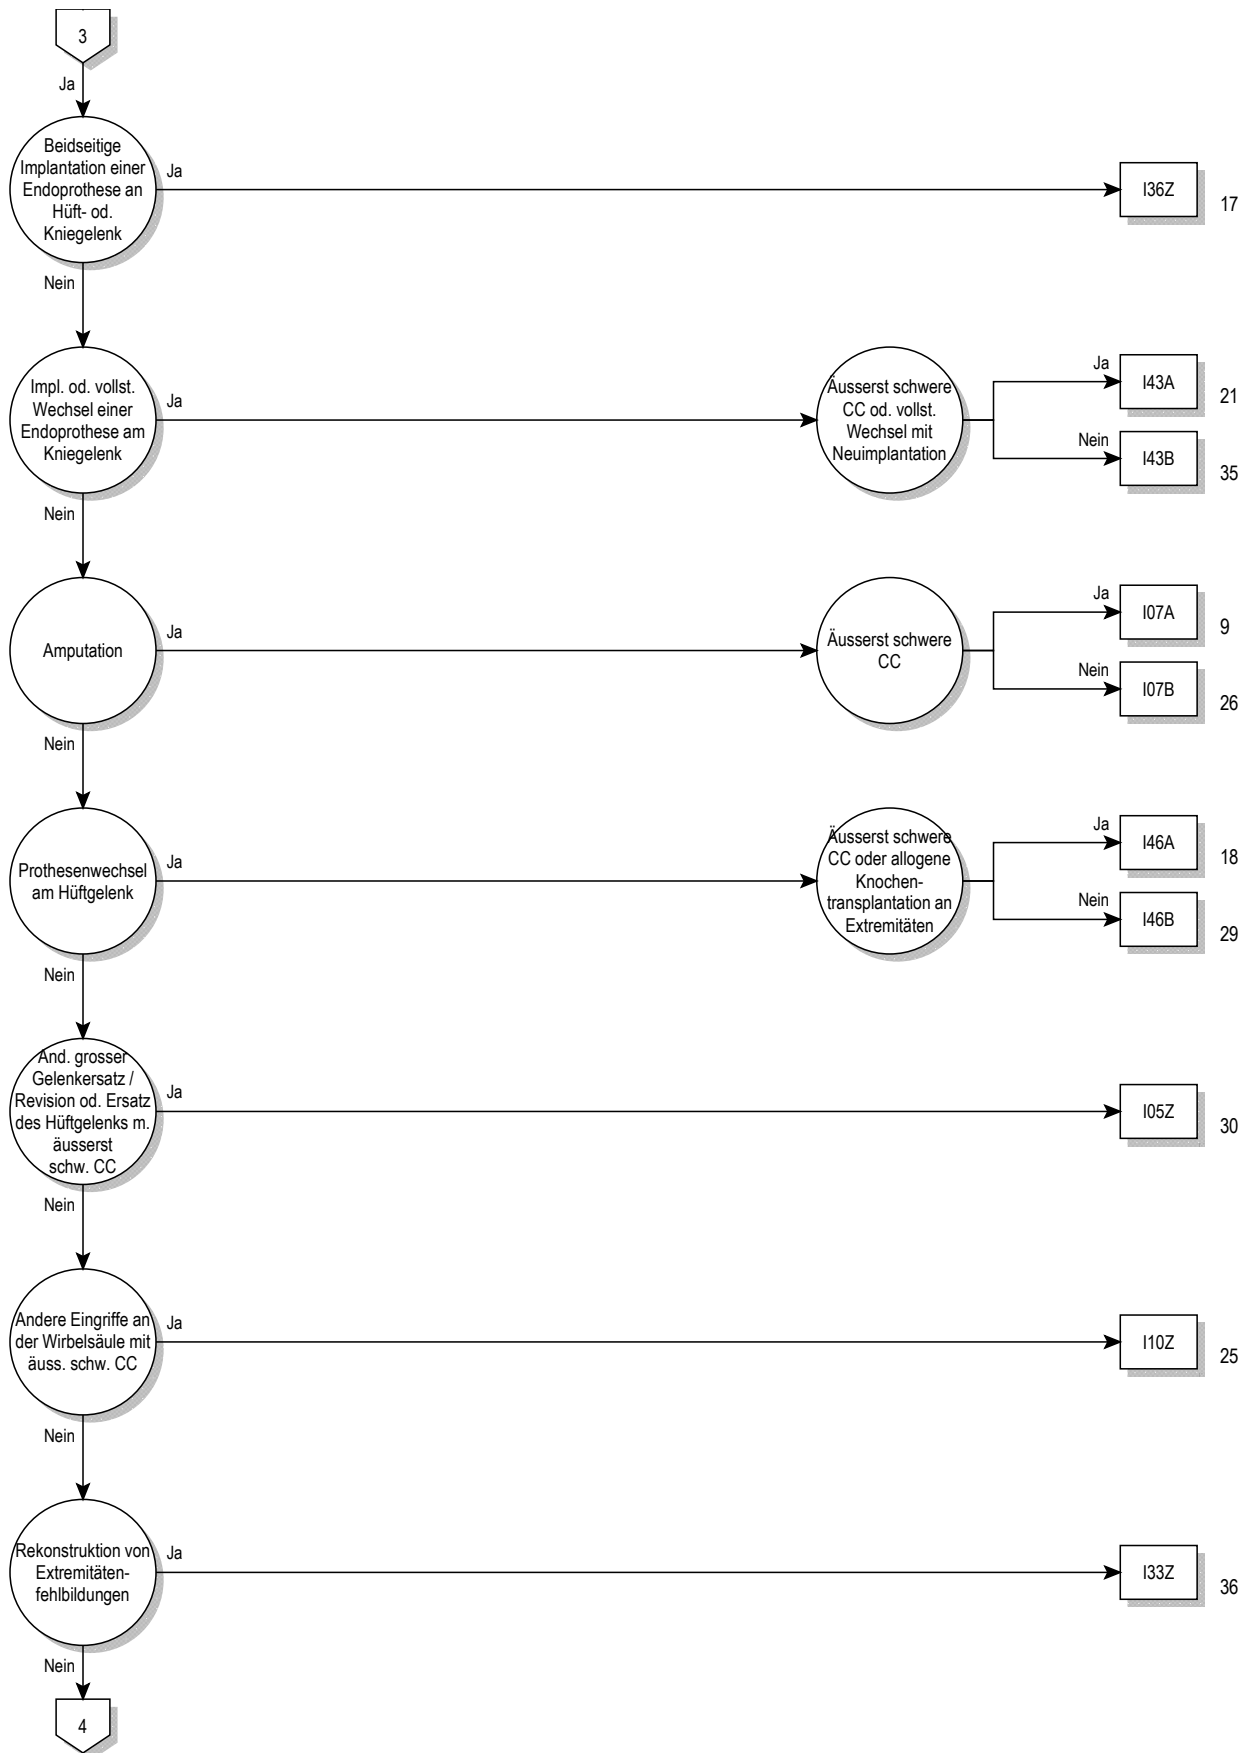 3
Ja
Beidseitige
Implantation einer
Endoprothese an
Hüft- od.
Kniegelenk
Ja
I36Z
17
Nein
Impl. od. vollst.
Wechsel einer
Endoprothese am
Kniegelenk
Ja
Äusserst schwere
CC od. vollst.
Wechsel mit
Neuimplantation
Ja
I43A
21
Nein
I43B
35
Nein
Amputation
Ja
Äusserst schwere
CC
Ja
I07A
9
Nein
I07B
26
Nein
Prothesenwechsel
am Hüftgelenk
Ja
Äusserst schwere
CC oder allogene
Knochen-
transplantation an
Extremitäten
Ja
I46A
18
Nein
I46B
29
Nein
And. grosser
Gelenkersatz /
Revision od. Ersatz
des Hüftgelenks m.
äusserst
schw. CC
Ja
I05Z
30
Nein
Andere Eingriffe an
der Wirbelsäule mit
äuss. schw. CC
Ja
I10Z
25
Nein
Rekonstruktion von
Extremitäten-
fehlbildungen
Ja
I33Z
36
Nein
4